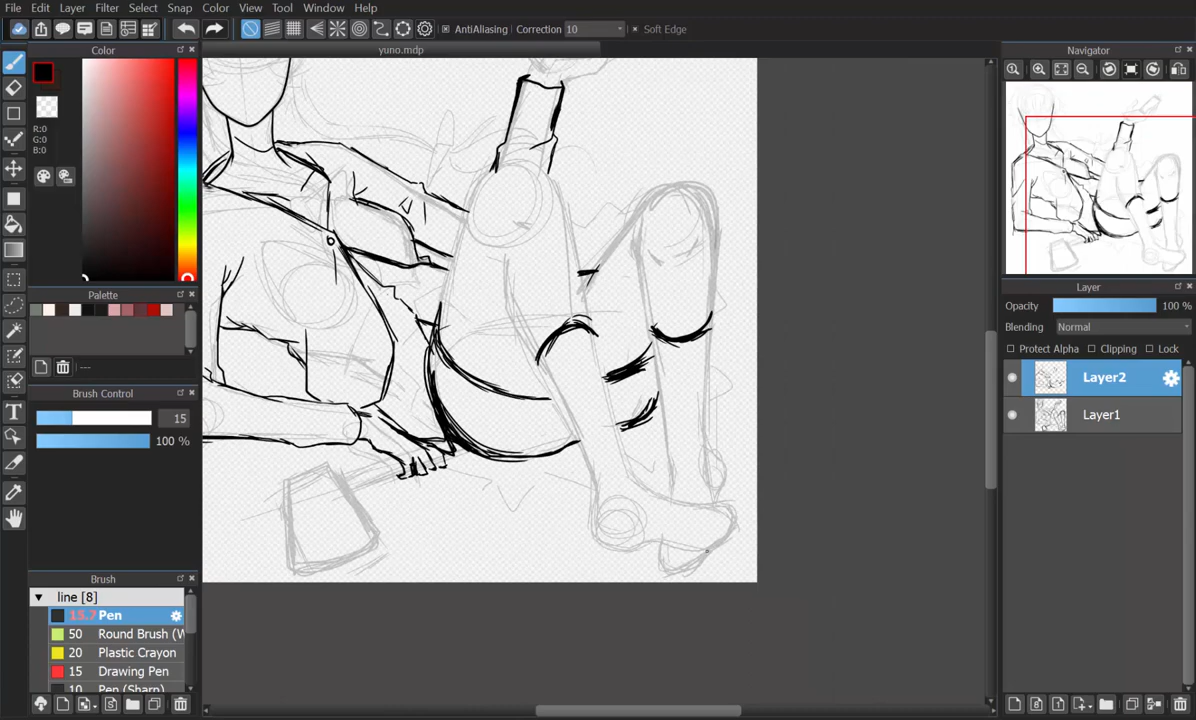 File Edit Layer Filter Select Snap Color Tool Window Help
AntiAliasing Correction 10 Soft Edge
yuno.mdp
Color
R:0
G:0
B:0
Palette
---
Brush Control
15
100 %
Brush
line [8]
15.7 Pen
50 Round Brush (W
20 Plastic Crayon
15 Drawing Pen
10 Pen (Sharp)
Navigator
Layer
Opacity 100 %
Blending Normal
Protect Alpha Clipping Lock
Layer2
Layer1